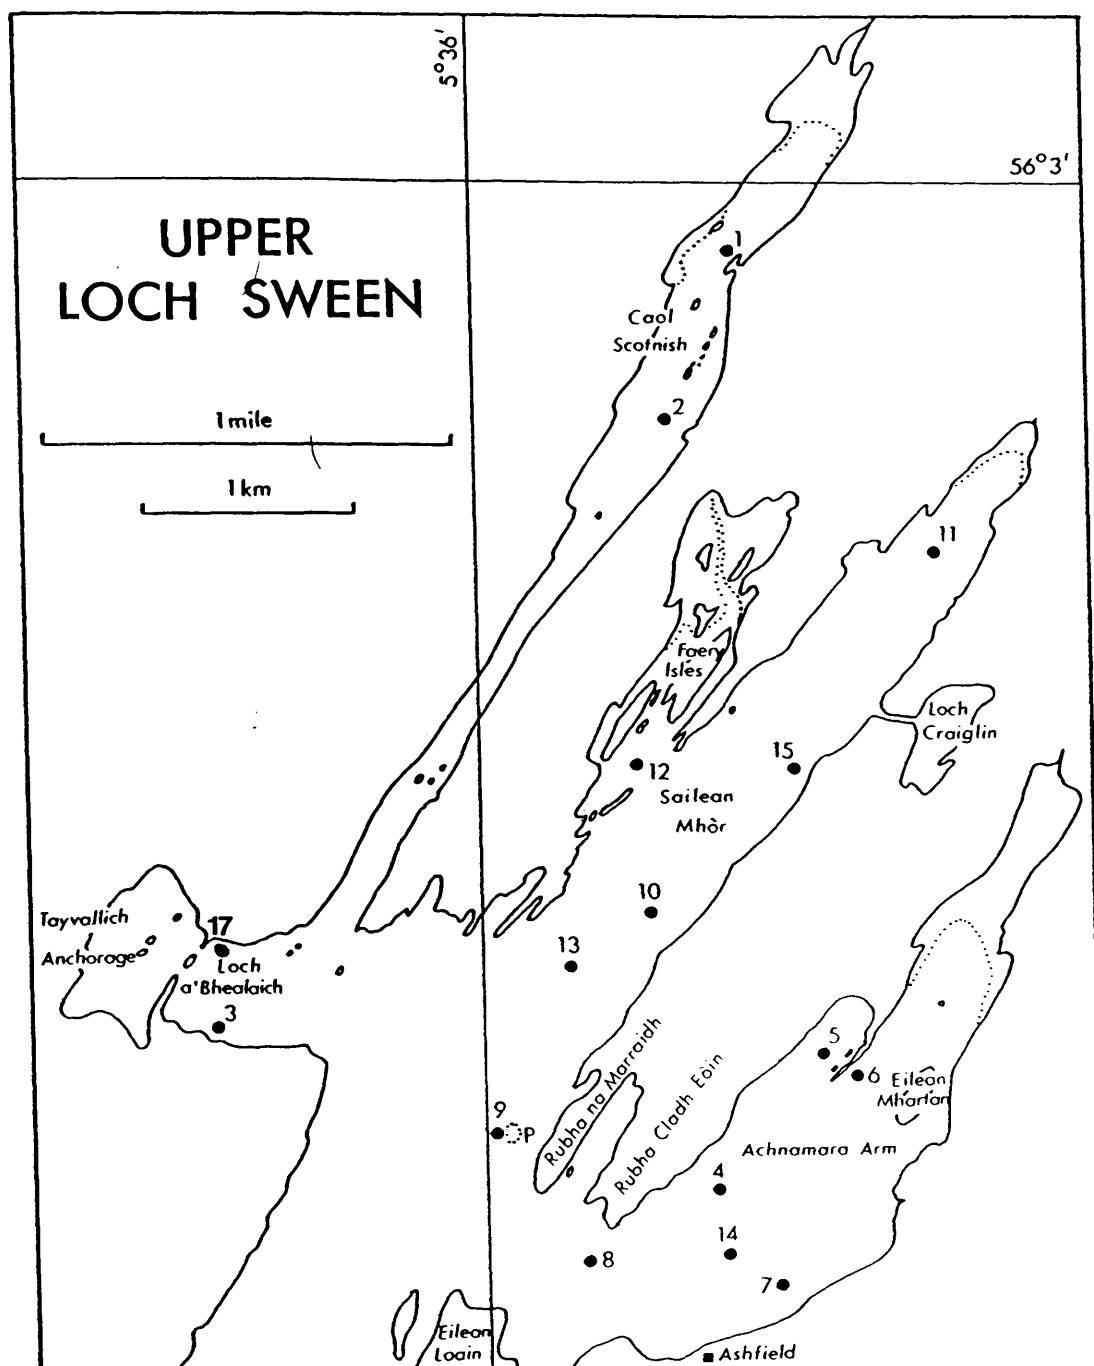 5°36'
56°3'
UPPER
LOCH SWEEN
1 mile
1 km
1
Caol
Scotnish
2
11
Faery
Isles
Loch
Craiglin
15
12
Sailean
Mhòr
10
Tayvallich
Anchorage
17
Loch
a'Bhealaich
13
3
5
6
Eilean
Mhartan
Rubha na Marraidh
Rubha Cladh Eòin
9
P
Achnamara Arm
4
14
8
7
Eilean
Loain
Ashfield